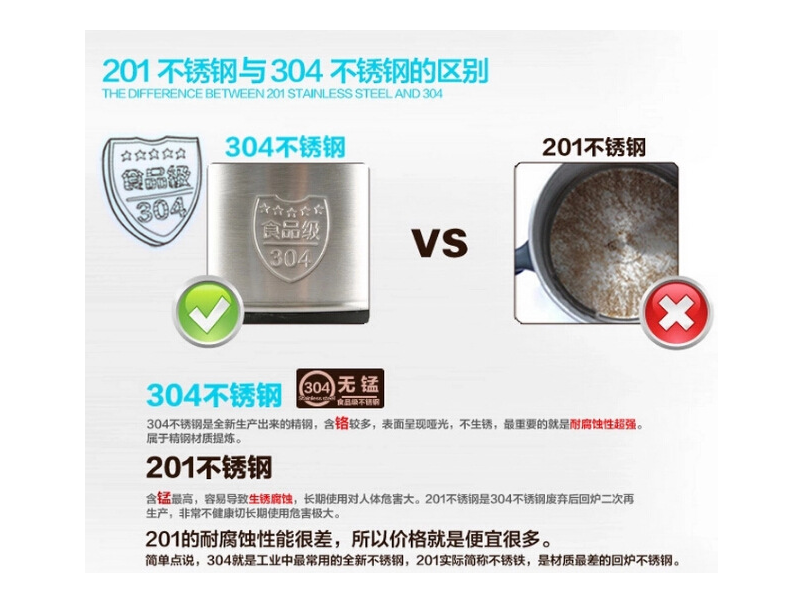 201不锈钢与304不锈钢的区别
THE DIFFERENCE BETWEEN 201 STAINLESS STEEL AND 304
304不锈钢
201不锈钢
食品级
304
食品级
304
VS
304不锈钢
304
Stainless steel
无锰
食品级不锈钢
304不锈钢是全新生产出来的精钢，含铬较多，表面呈现哑光，不生锈，最重要的就是耐腐蚀性超强。
属于精钢材质提炼。
201不锈钢
含锰最高，容易导致生锈腐蚀，长期使用对人体危害大。201不锈钢是304不锈钢废弃后回炉二次再
生产，非常不健康切长期使用危害极大。
201的耐腐蚀性能很差，所以价格就是便宜很多。
简单点说，304就是工业中最常用的全新不锈钢，201实际简称不锈铁，是材质最差的回炉不锈钢。